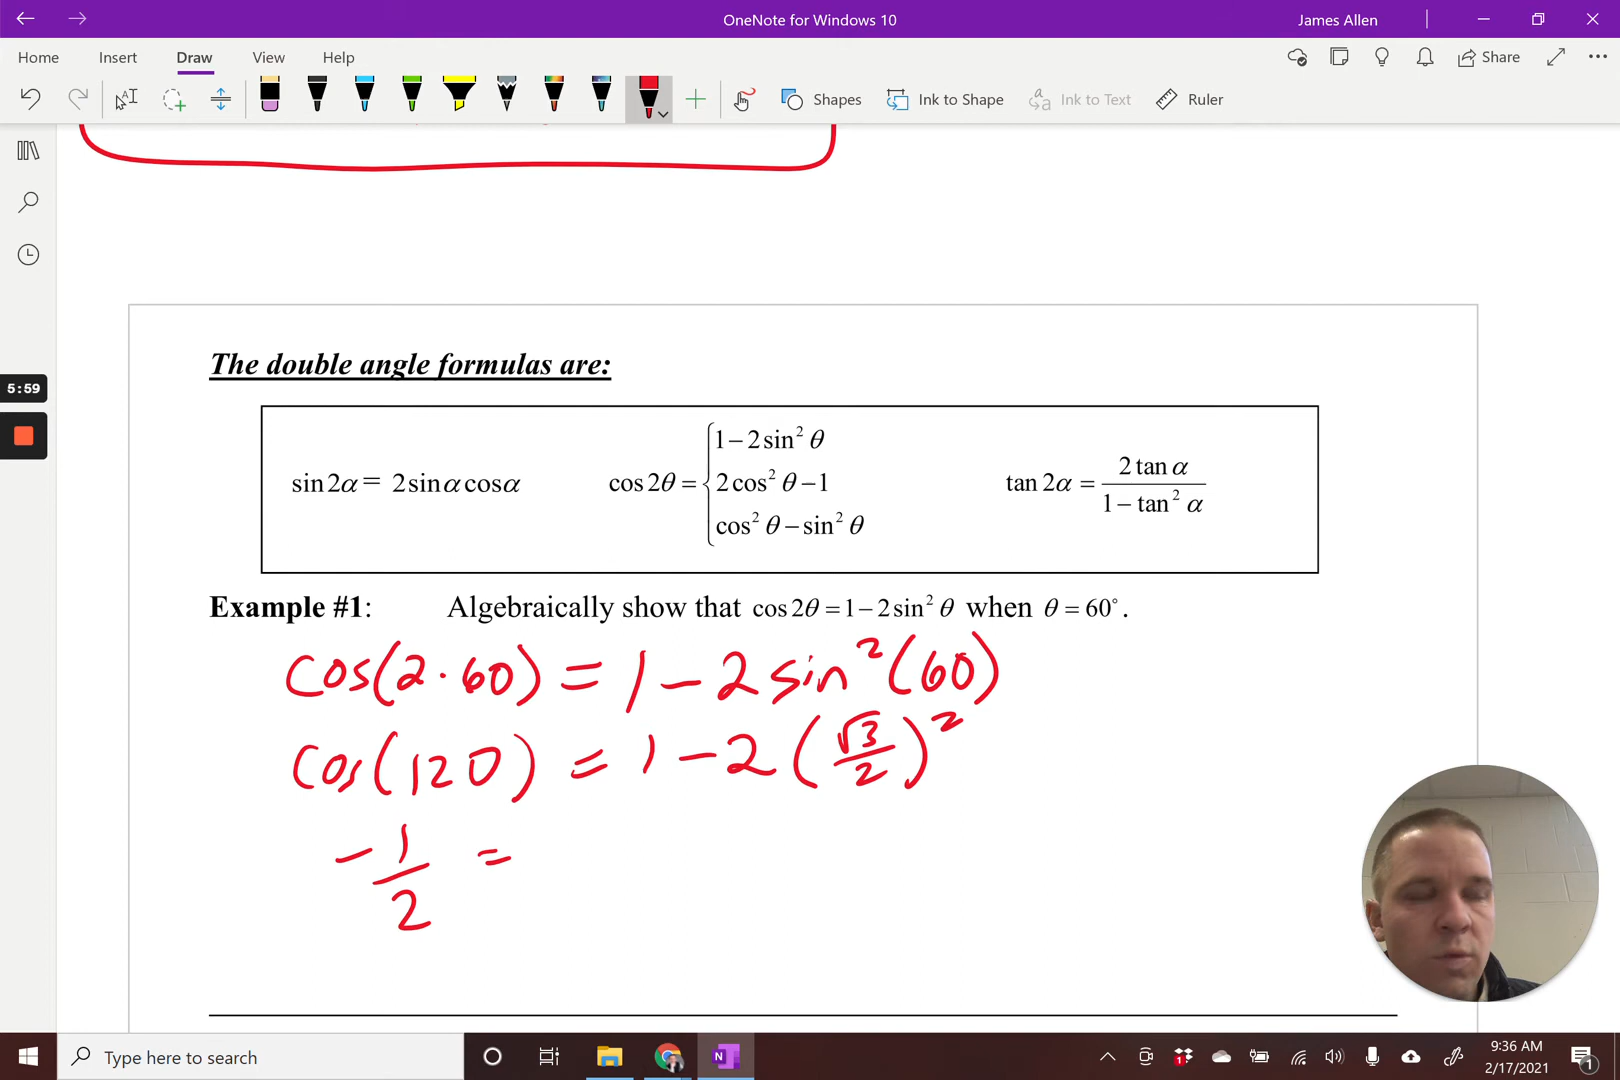 OneNote for Windows 10
James Allen
Home Insert Draw View Help
Share
Shapes Ink to Shape Ink to Text Ruler
5:59
The double angle formulas are:
sin 2α = 2 sin α cos α
cos 2θ = { 1 − 2 sin² θ
2 cos² θ − 1
cos² θ − sin² θ
tan 2α = 2 tan α / 1 − tan² α
Example #1: Algebraically show that cos 2θ = 1 − 2 sin² θ when θ = 60°.
cos(2·60) = 1 − 2 sin²(60)
cos(120) = 1 − 2(√3/2)²
−1/2 =
Type here to search
N
1
9:36 AM
2/17/2021
1